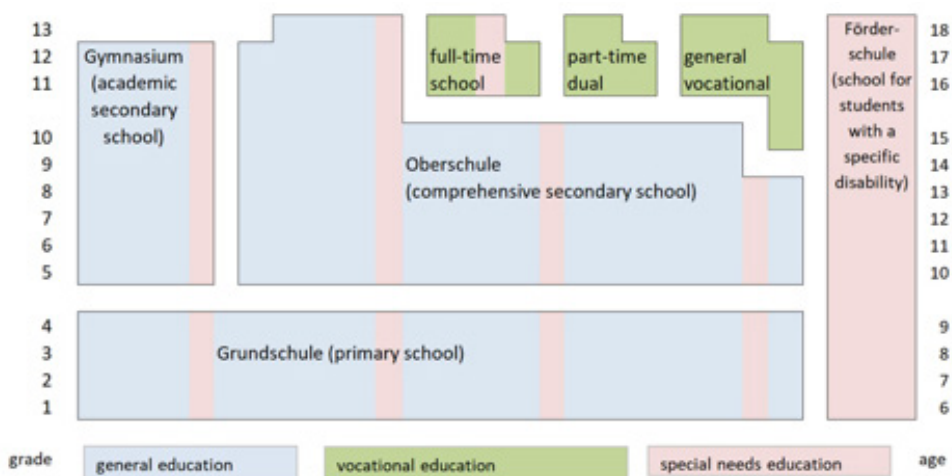 13
12
11
10
9
8
7
6
5
4
3
2
1
grade
Gymnasium
(academic
secondary
school)
full-time
school
part-time
dual
general
vocational
Oberschule
(comprehensive secondary school)
Grundschule (primary school)
Förder-
schule
(school for
students
with a
specific
disability)
18
17
16
15
14
13
12
11
10
9
8
7
6
age
general education
vocational education
special needs education